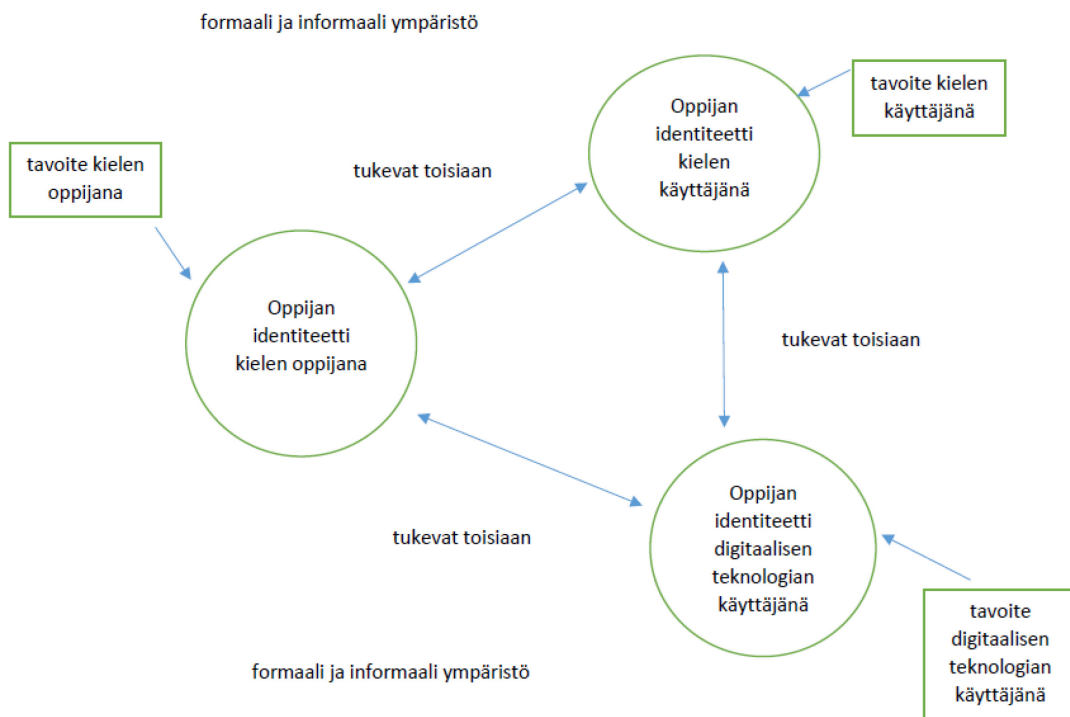 formaali ja informaali ympäristö
tavoite kielen
käyttäjänä
Oppijan
identiteetti
kielen
käyttäjänä
tavoite kielen
oppijana
tukevat toisiaan
Oppijan
identiteetti
kielen oppijana
tukevat toisiaan
Oppijan
identiteetti
digitaalisen
teknologian
käyttäjänä
tukevat toisiaan
tavoite
digitaalisen
teknologian
käyttäjänä
formaali ja informaali ympäristö